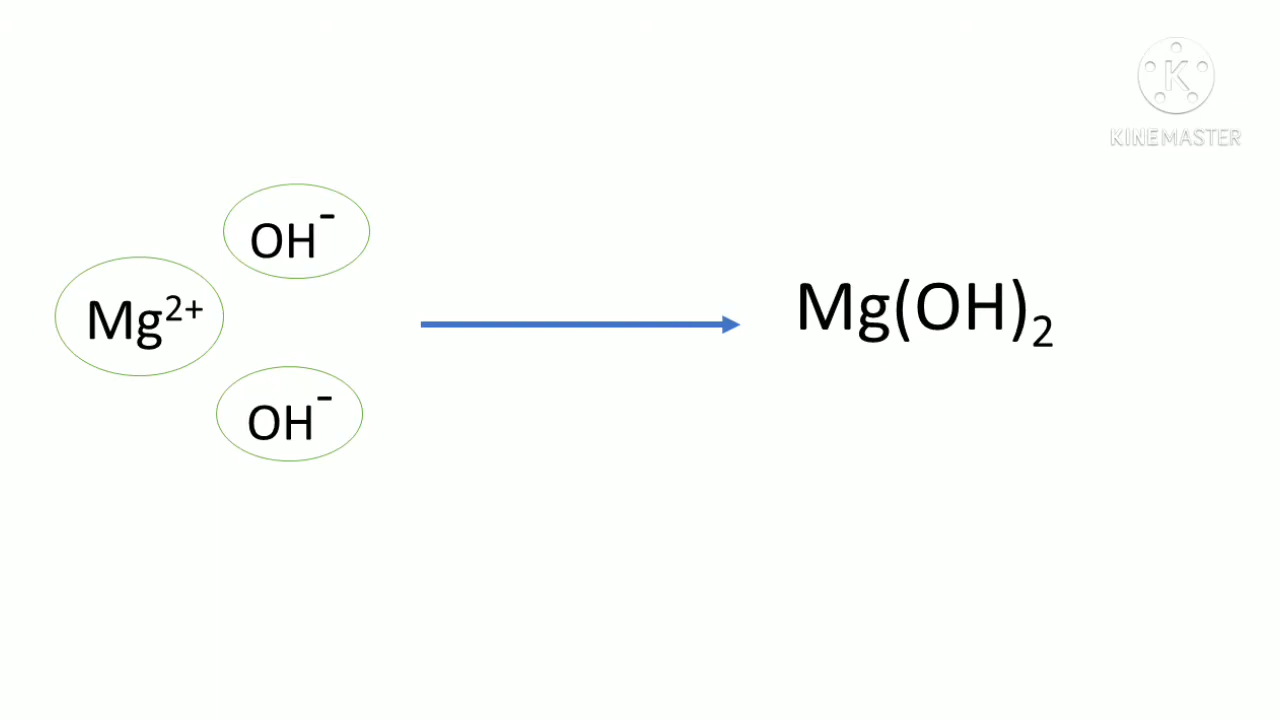 K
KINEMASTER
OH⁻
Mg²⁺
Mg(OH)₂
OH⁻